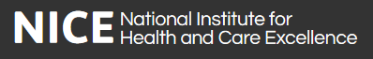 NICE National Institute for
Health and Care Excellence